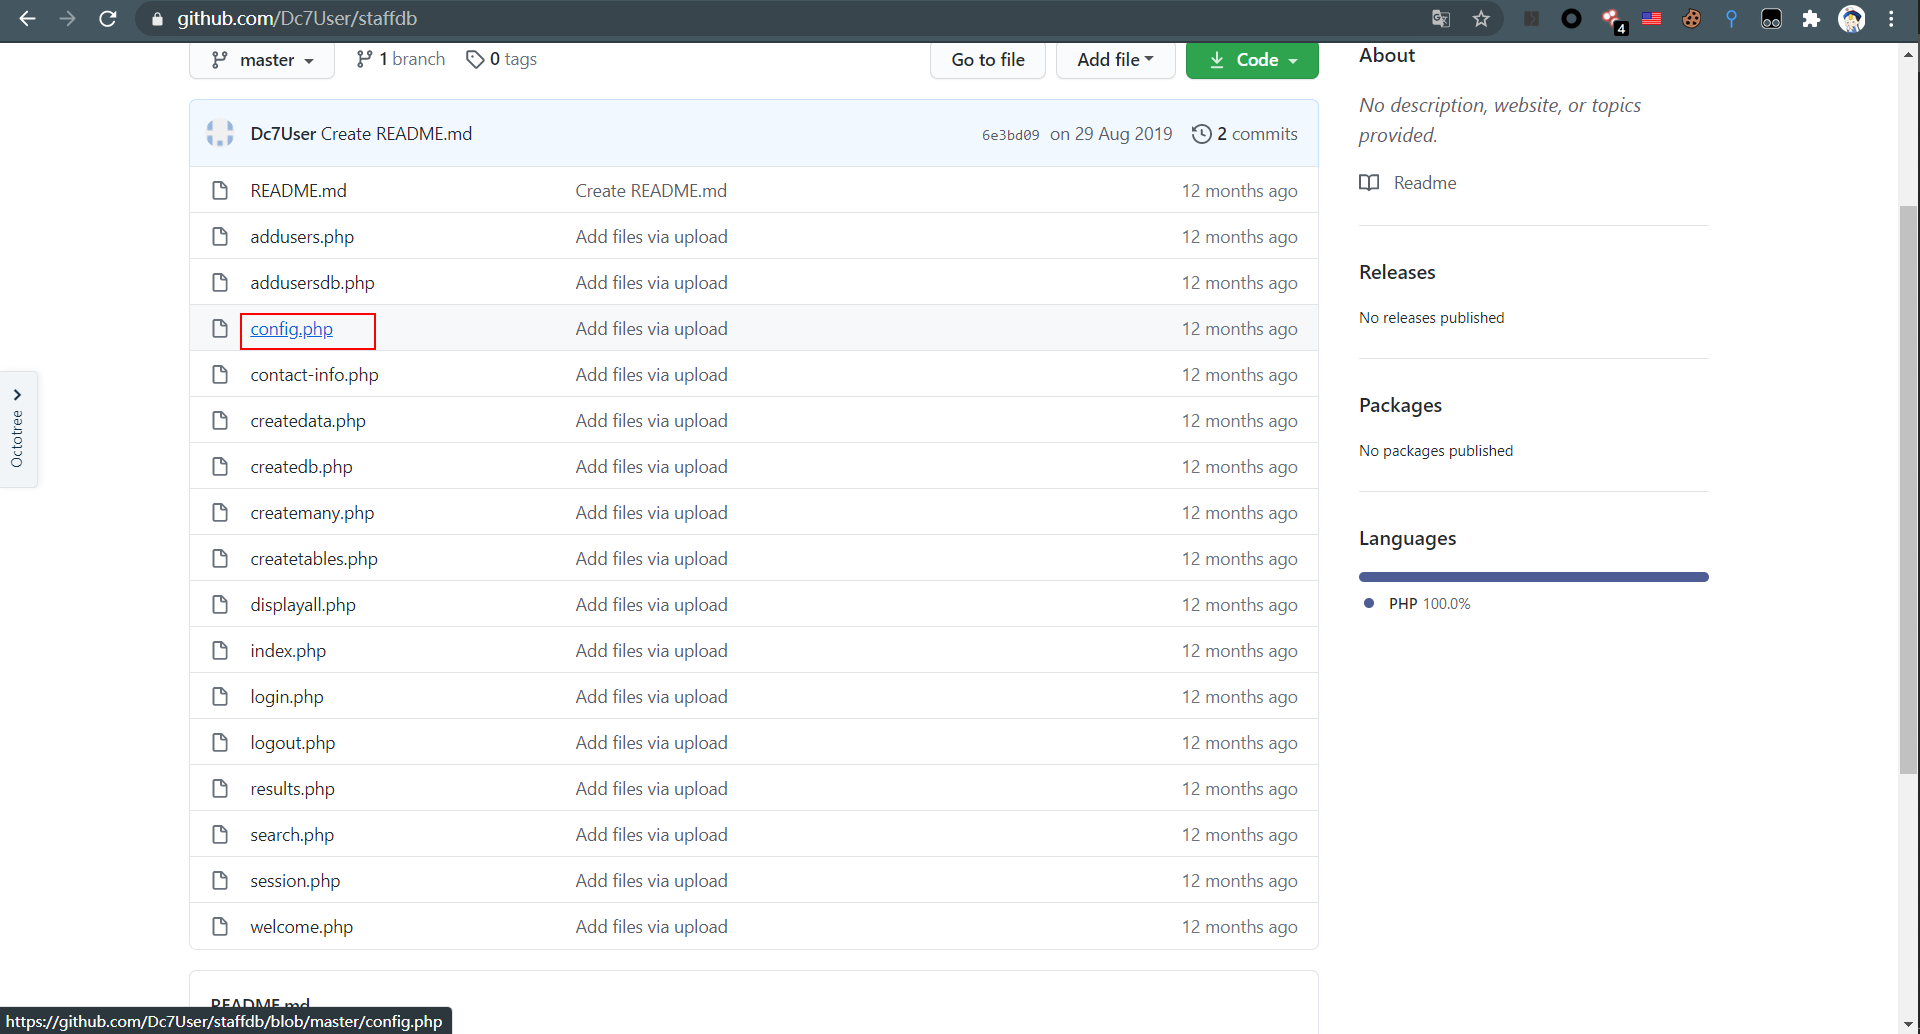 github.com/Dc7User/staffdb
4
master
1 branch
0 tags
Go to file
Add file
Code
Dc7User Create README.md
6e3bd09 on 29 Aug 2019
2 commits
README.md Create README.md 12 months ago
addusers.php Add files via upload 12 months ago
addusersdb.php Add files via upload 12 months ago
config.php Add files via upload 12 months ago
contact-info.php Add files via upload 12 months ago
createdata.php Add files via upload 12 months ago
createdb.php Add files via upload 12 months ago
createmany.php Add files via upload 12 months ago
createtables.php Add files via upload 12 months ago
displayall.php Add files via upload 12 months ago
index.php Add files via upload 12 months ago
login.php Add files via upload 12 months ago
logout.php Add files via upload 12 months ago
results.php Add files via upload 12 months ago
search.php Add files via upload 12 months ago
session.php Add files via upload 12 months ago
welcome.php Add files via upload 12 months ago
README.md
https://github.com/Dc7User/staffdb/blob/master/config.php
Octotree
About
No description, website, or topics
provided.
Readme
Releases
No releases published
Packages
No packages published
Languages
PHP 100.0%